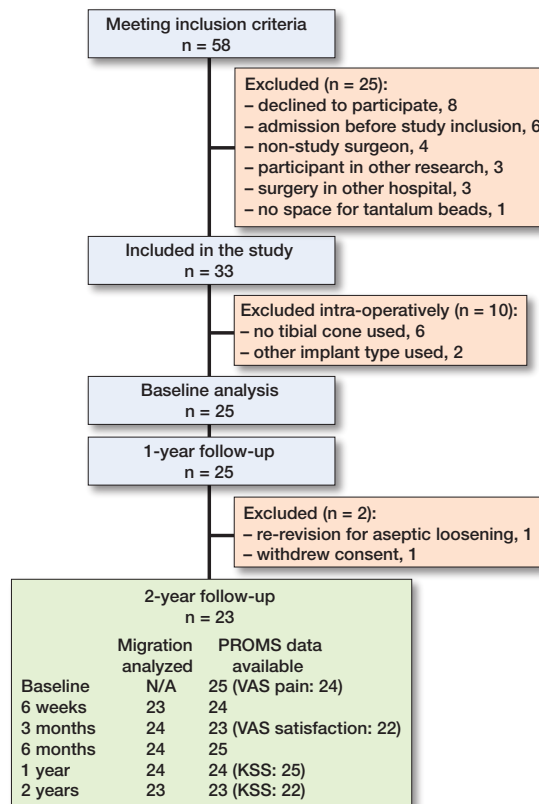 Meeting inclusion criteria
n = 58
Excluded (n = 25):
– declined to participate, 8
– admission before study inclusion, 6
– non-study surgeon, 4
– participant in other research, 3
– surgery in other hospital, 3
– no space for tantalum beads, 1
Included in the study
n = 33
Excluded intra-operatively (n = 10):
– no tibial cone used, 6
– other implant type used, 2
Baseline analysis
n = 25
1-year follow-up
n = 25
Excluded (n = 2):
– re-revision for aseptic loosening, 1
– withdrew consent, 1
2-year follow-up
n = 23
Migration PROMS data
analyzed available
Baseline N/A 25 (VAS pain: 24)
6 weeks 23 24
3 months 24 23 (VAS satisfaction: 22)
6 months 24 25
1 year 24 24 (KSS: 25)
2 years 23 23 (KSS: 22)